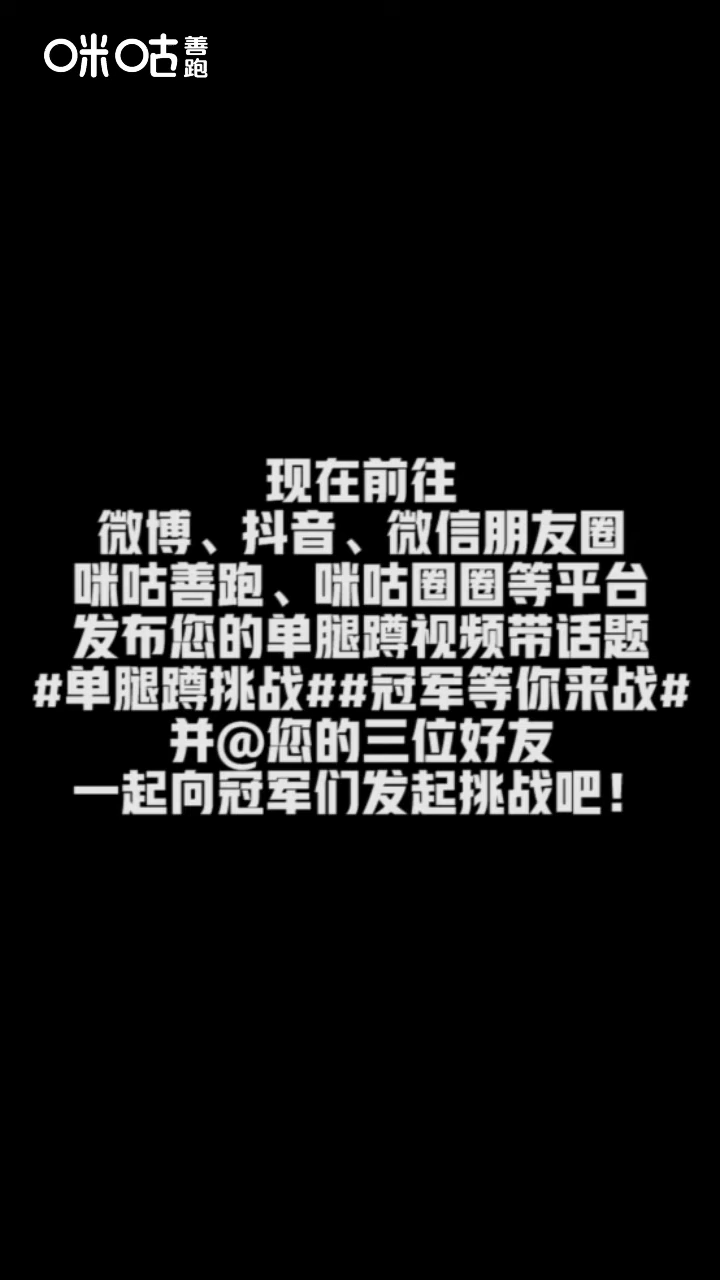 咪咕善跑
现在前往
微博、抖音、微信朋友圈
咪咕善跑、咪咕圈圈等平台
发布您的单腿蹲视频带话题
#单腿蹲挑战##冠军等你来战#
并@您的三位好友
一起向冠军们发起挑战吧！